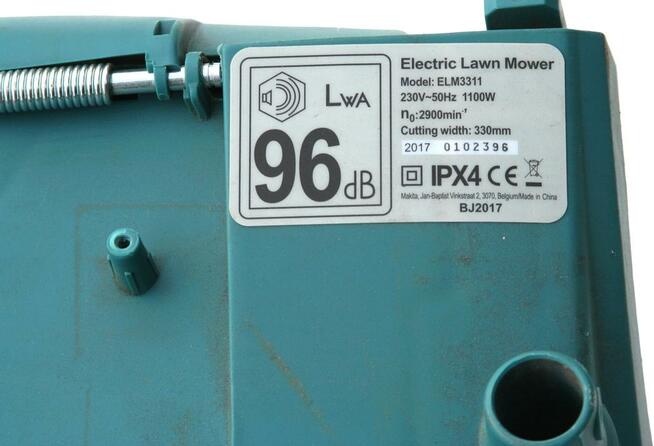 LWA
96dB
Electric Lawn Mower
Model: ELM3311
230V~50Hz 1100W
n0:2900min-1
Cutting width: 330mm
2017 0102396
IPX4 CE
Makita, Jan-Baptist Vinkstraat 2, 3070, Belgium/Made in China
BJ2017